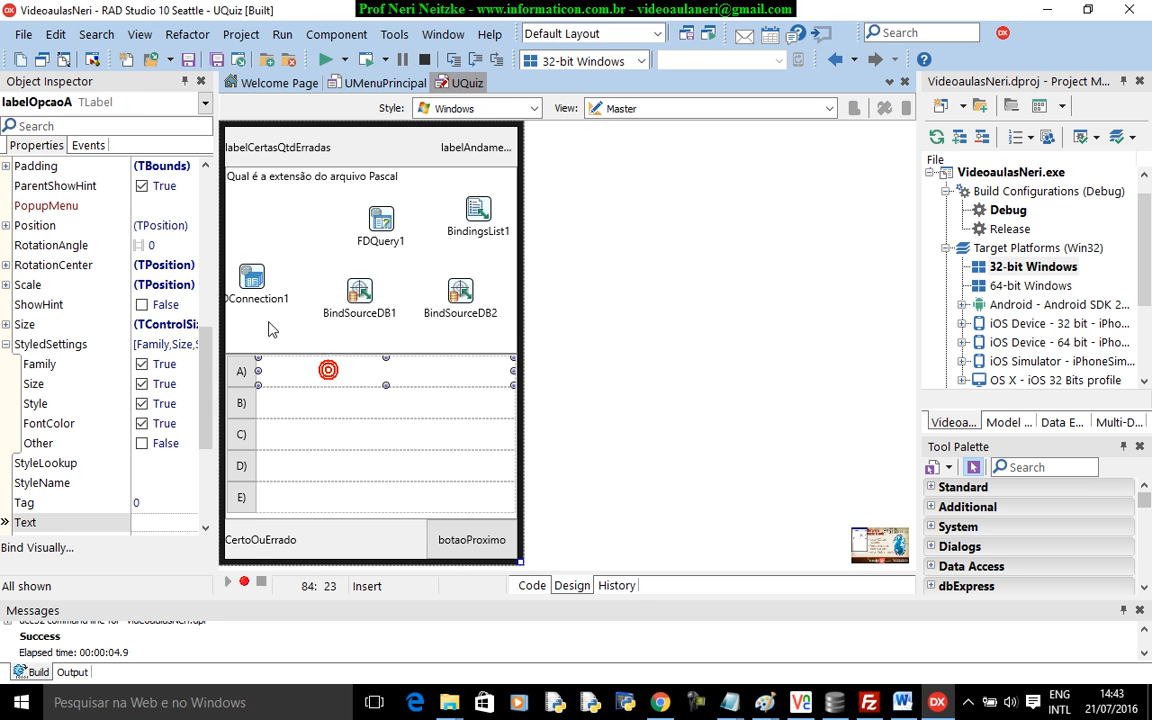 Prof Neri Neitzke - www.informaticon.com.br - videoaulaneri@gmail.com
VideoaulasNeri - RAD Studio 10 Seattle - UQuiz [Built]
File Edit Search View Refactor Project Run Component Tools Window Help
Default Layout
Search
32-bit Windows
Object Inspector
labelOpcaoA TLabel
Search
Properties Events
Padding (TBounds)
ParentShowHint True
PopupMenu
Position (TPosition)
RotationAngle 0
RotationCenter (TPosition)
Scale (TPosition)
ShowHint False
Size (TControlSi:
StyledSettings [Family,Size,S
Family True
Size True
Style True
FontColor True
Other False
StyleLookup
StyleName
Tag 0
Text
Bind Visually...
All shown
Welcome Page UMenuPrincipal UQuiz
Style: Windows View: Master
labelCertasQtdErradas labelAndame...
Qual é a extensão do arquivo Pascal
FDQuery1
BindingsList1
DConnection1
BindSourceDB1
BindSourceDB2
A)
B)
C)
D)
E)
CertoOuErrado botaoProximo
84: 23 Insert
Code Design History
VideoaulasNeri.dproj - Project M...
File
VideoaulasNeri.exe
Build Configurations (Debug)
Debug
Release
Target Platforms (Win32)
32-bit Windows
64-bit Windows
Android - Android SDK 2...
iOS Device - 32 bit - iPho...
iOS Device - 64 bit - iPho...
iOS Simulator - iPhoneSim...
OS X - iOS 32 Bits profile
Videoa... Model ... Data E... Multi-D...
Tool Palette
Search
Standard
Additional
System
Dialogs
Data Access
dbExpress
Messages
Success
Elapsed time: 00:00:04.9
Build Output
Pesquisar na Web e no Windows
ENG
INTL
14:43
21/07/2016